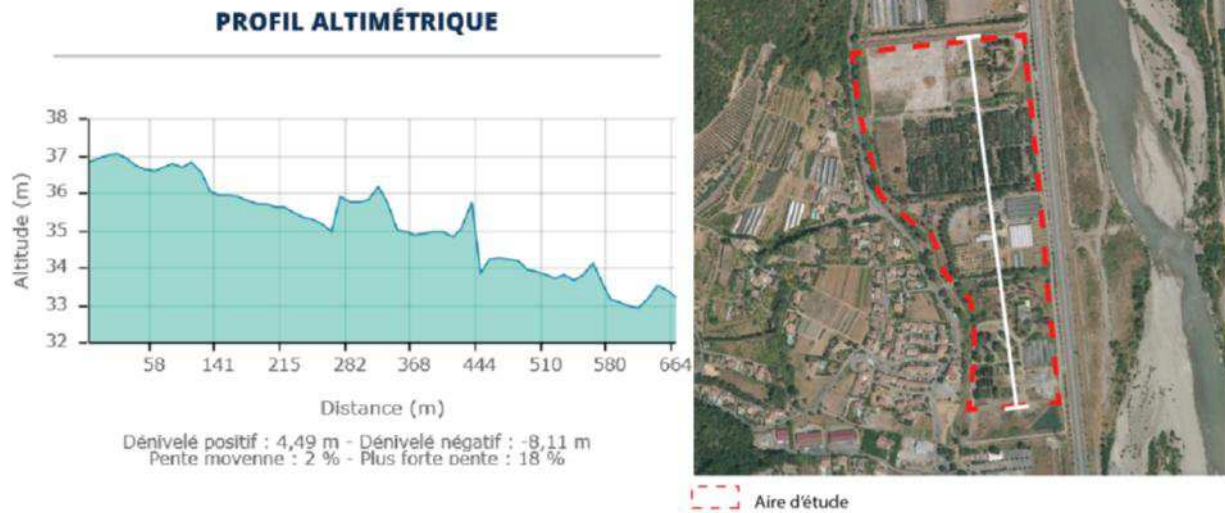 PROFIL ALTIMÉTRIQUE
38
37
36
35
34
33
32
Altitude (m)
58 141 215 282 368 444 510 580 664
Distance (m)
Dénivelé positif : 4,49 m - Dénivelé négatif : -8,11 m
Pente moyenne : 2 % - Plus forte pente : 18 %
Aire d'étude